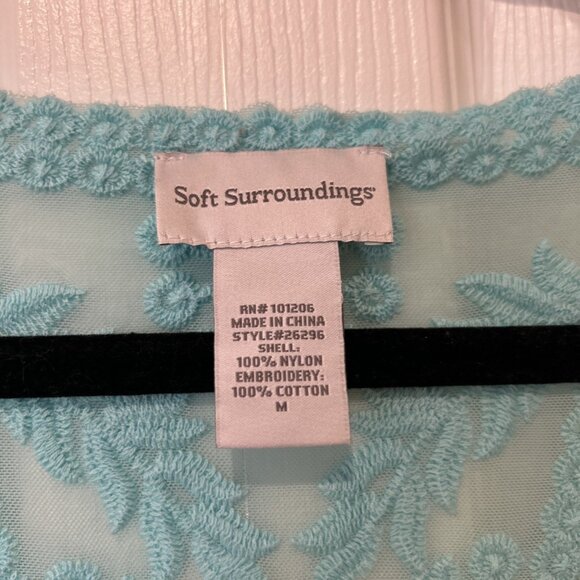 Soft Surroundings®
RN# 101206
MADE IN CHINA
STYLE#26296
SHELL:
100% NYLON
EMBROIDERY:
100% COTTON
M